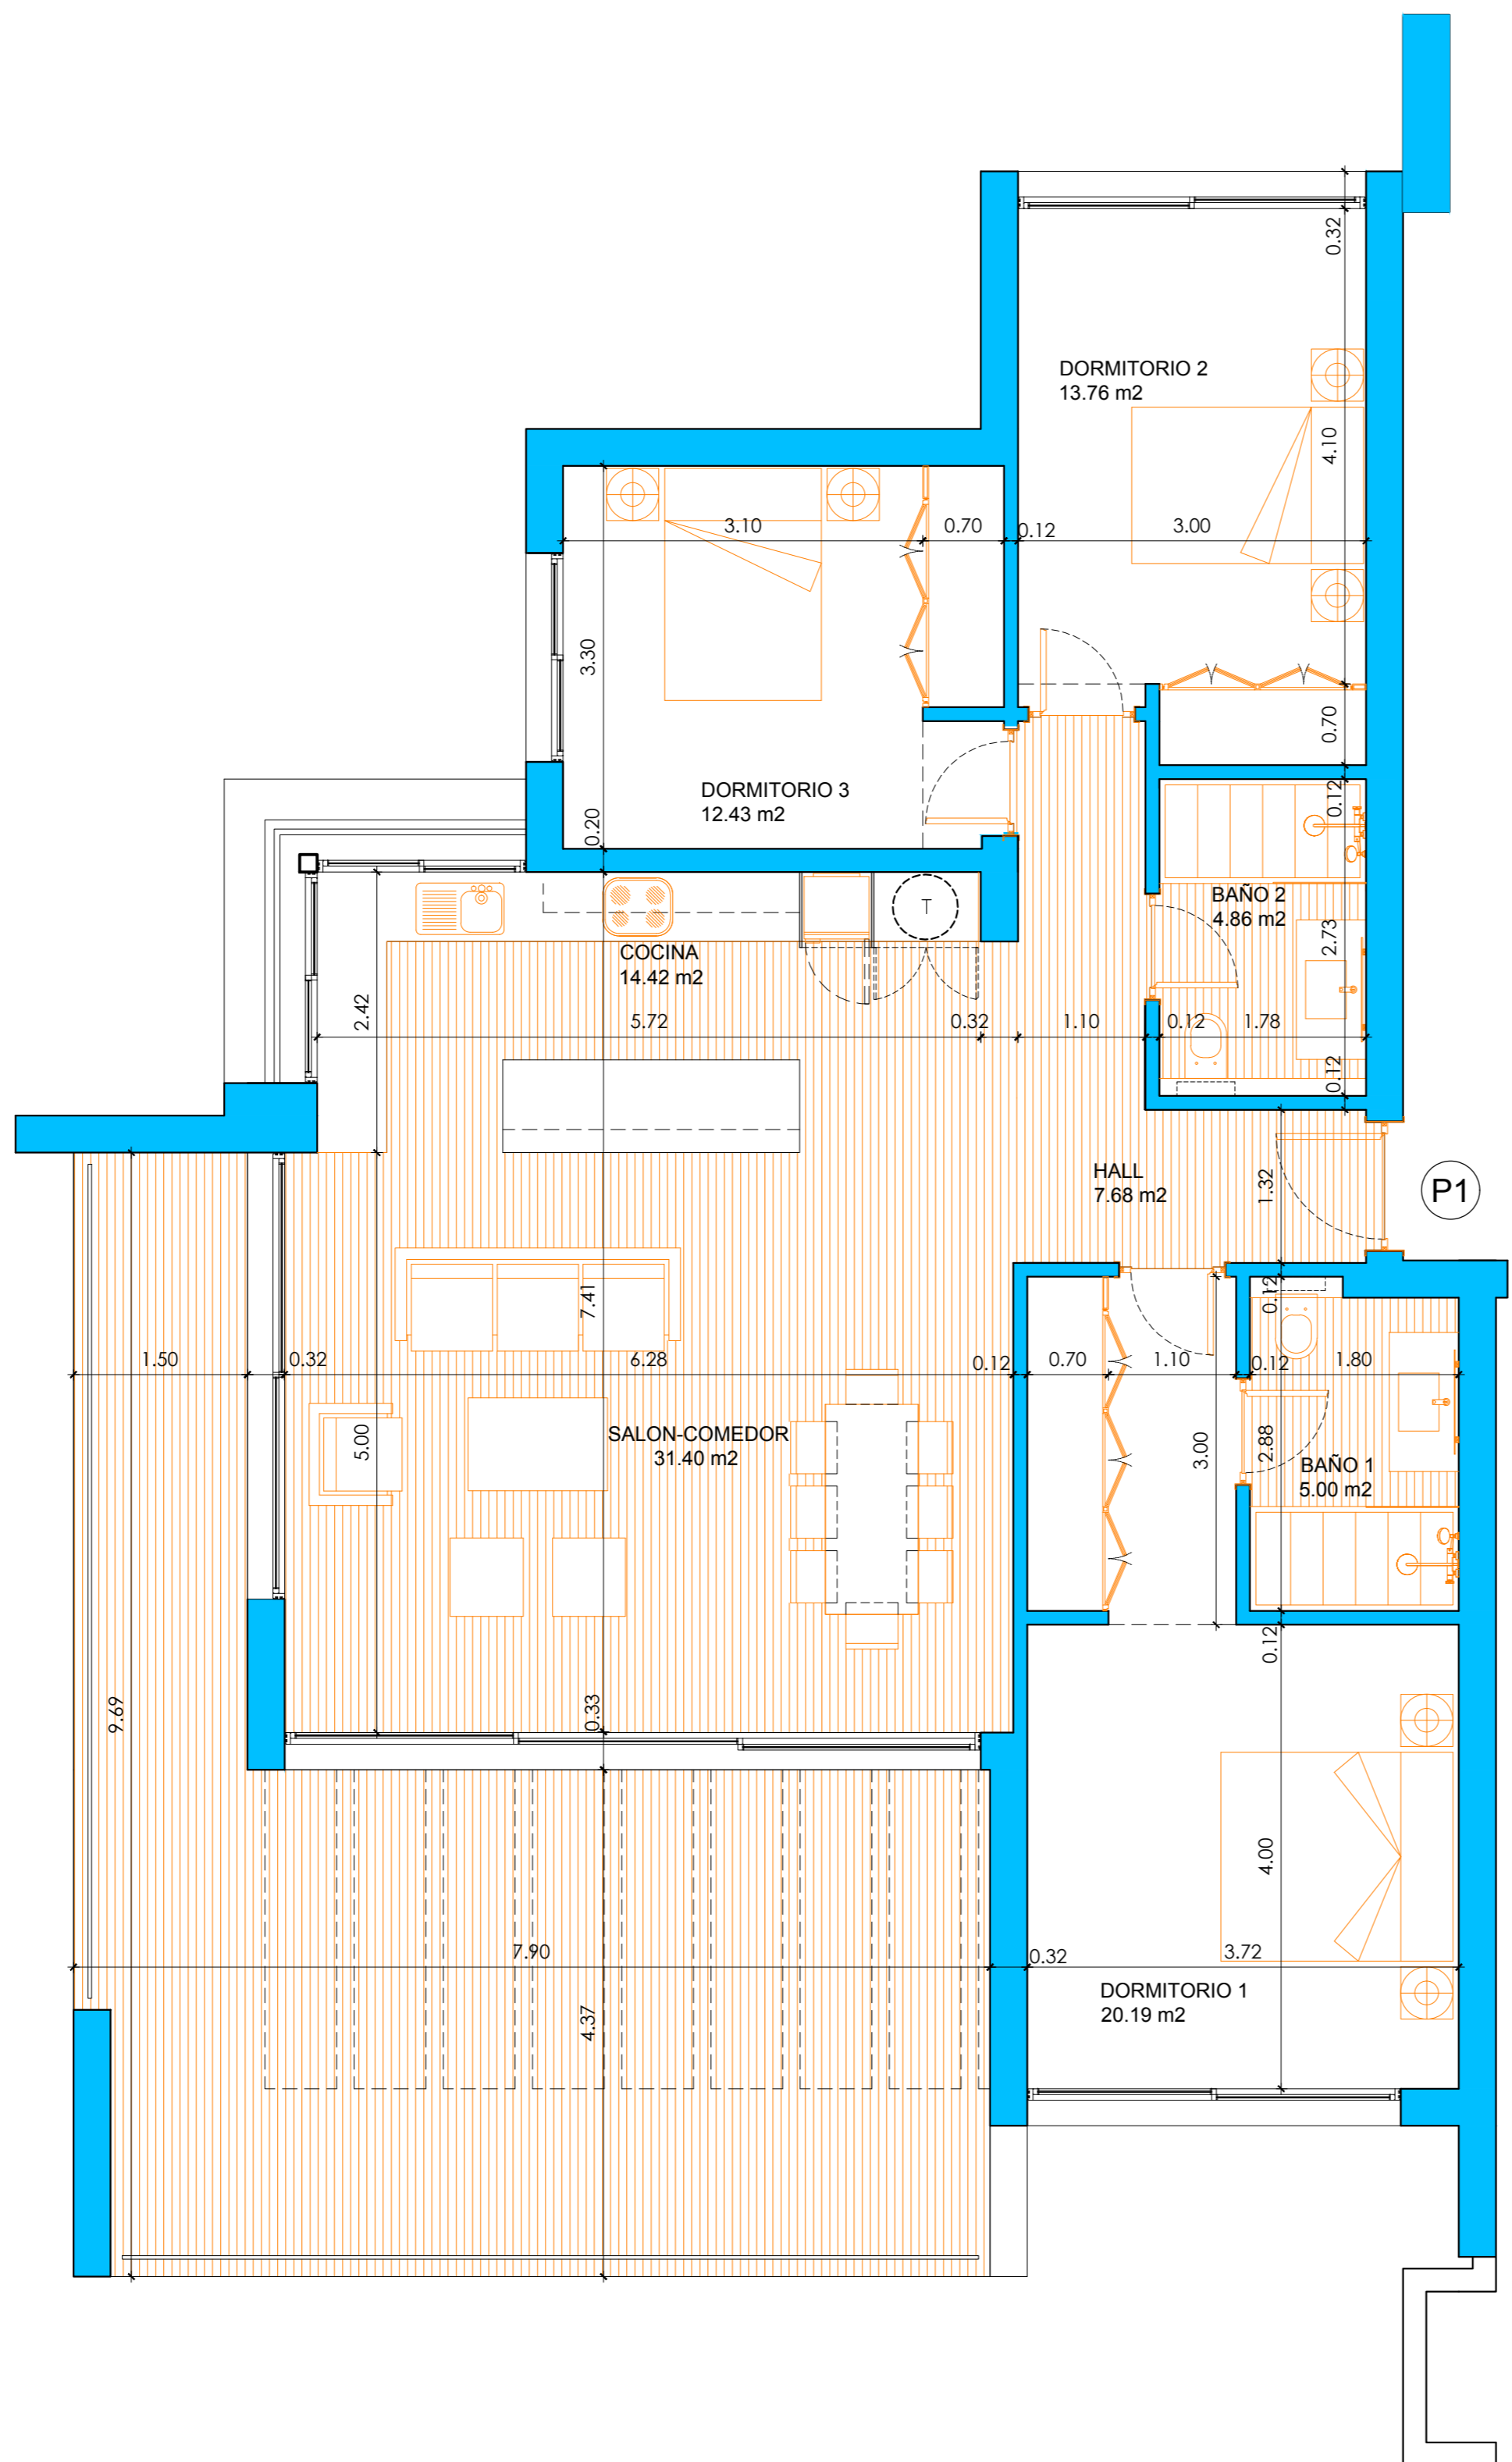 0.32
DORMITORIO 2
13.76 m2
4.10
3.10
0.70
0.12
3.00
3.30
0.70
DORMITORIO 3
12.43 m2
0.12
0.20
T
BAÑO 2
4.86 m2
2.73
COCINA
14.42 m2
2.42
5.72
0.32
1.10
0.12
1.78
0.12
HALL
7.68 m2
1.32
P1
7.41
0.12
1.50
0.32
6.28
0.12
0.70
1.10
0.12
1.80
5.00
SALON-COMEDOR
31.40 m2
3.00
2.88
BAÑO 1
5.00 m2
0.12
9.69
0.33
4.00
7.90
0.32
3.72
DORMITORIO 1
20.19 m2
4.37